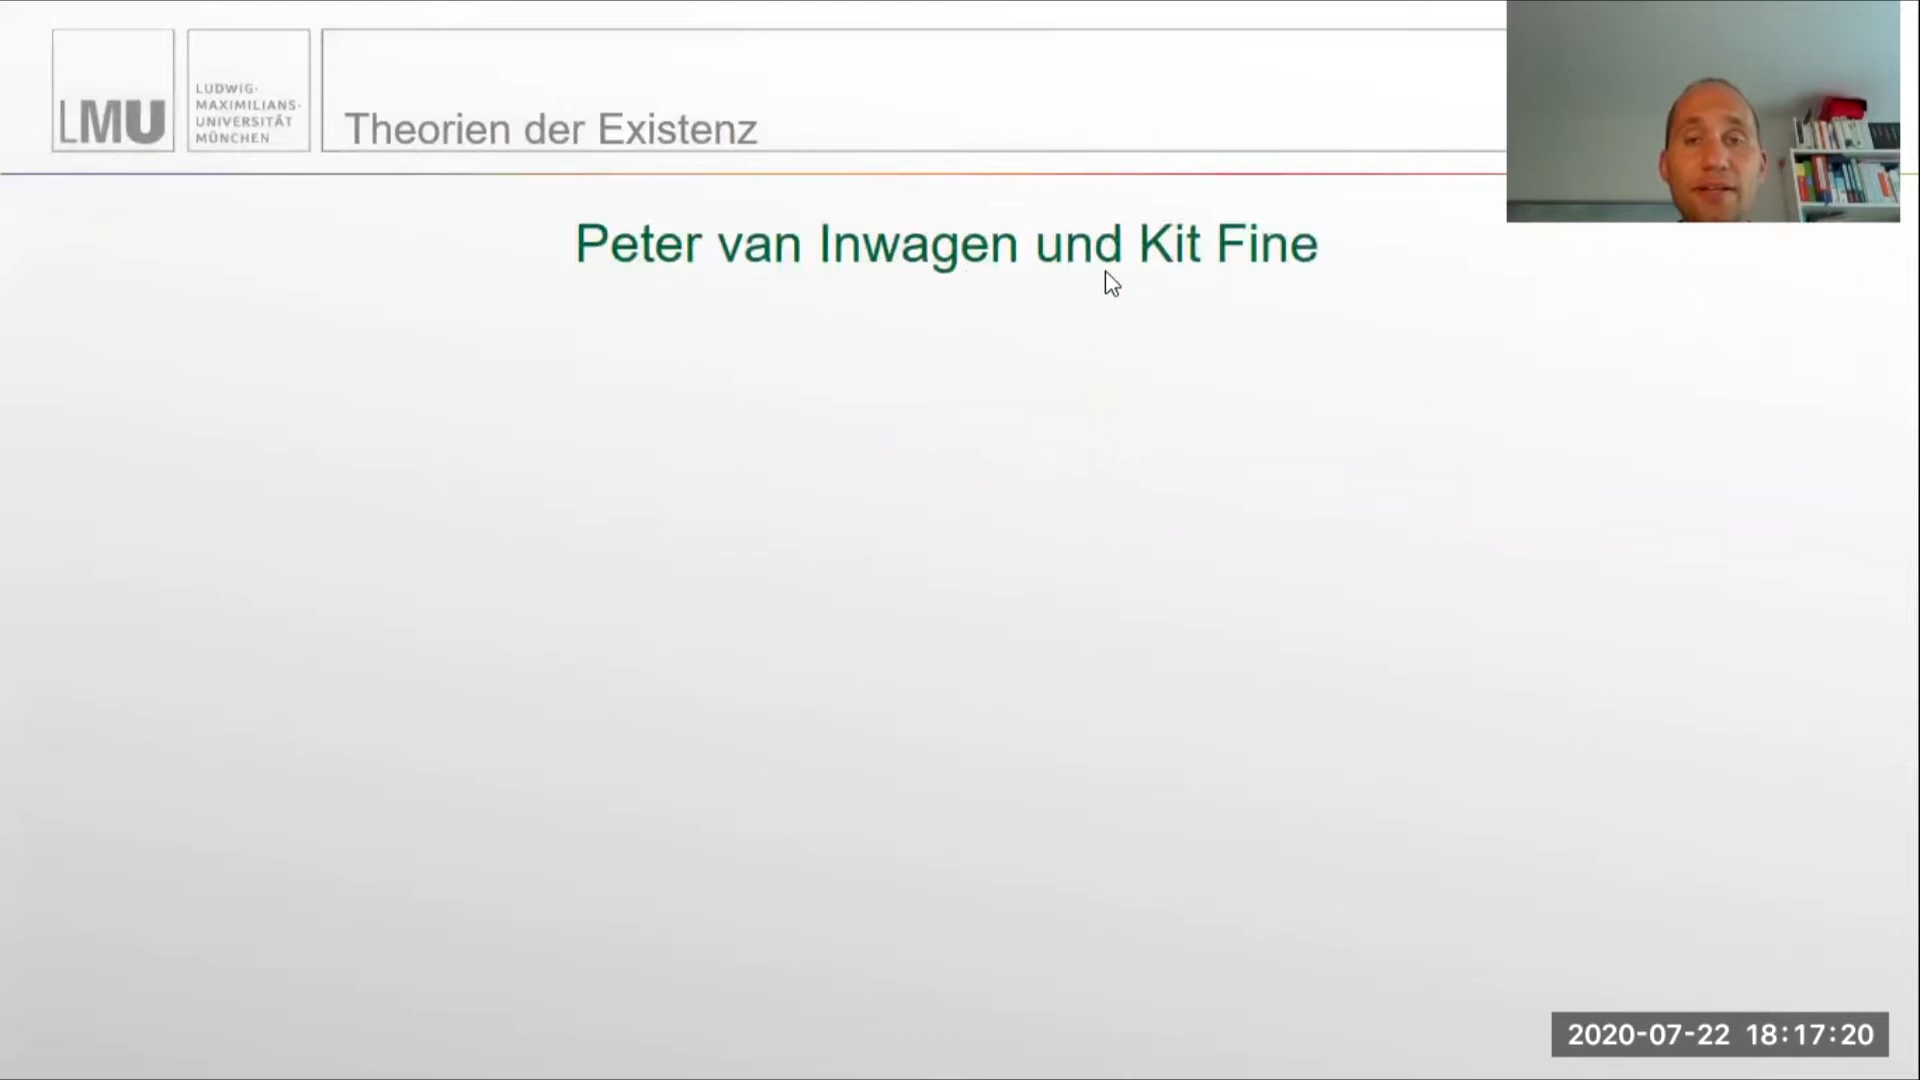 LMU
LUDWIG-
MAXIMILIANS-
UNIVERSITÄT
MÜNCHEN
Theorien der Existenz
Peter van Inwagen und Kit Fine
2020-07-22 18:17:20